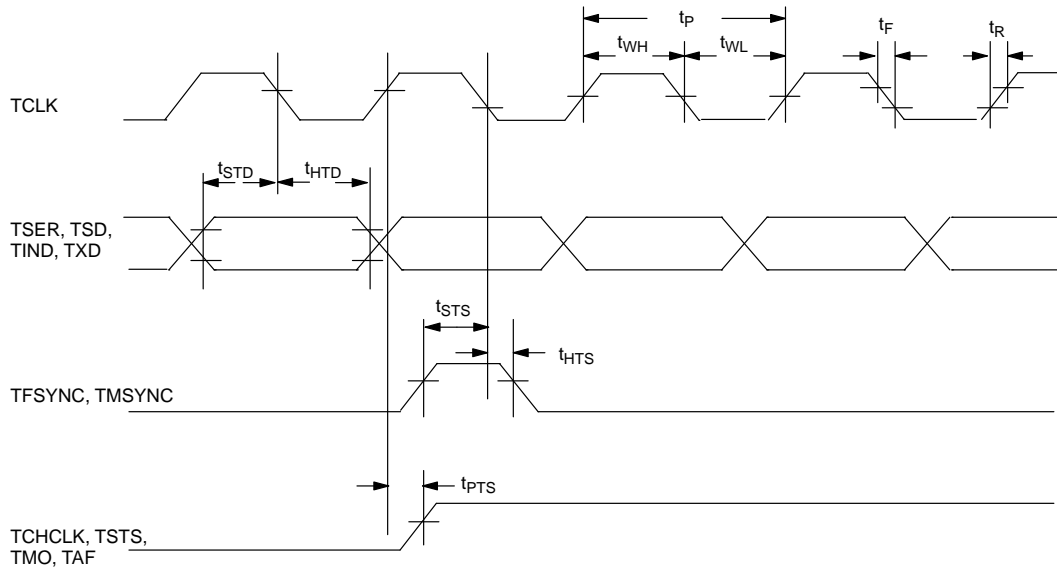 tP
tWH
tWL
tF
tR
TCLK
tSTD
tHTD
TSER, TSD,
TIND, TXD
tSTS
tHTS
TFSYNC, TMSYNC
tPTS
TCHCLK, TSTS,
TMO, TAF